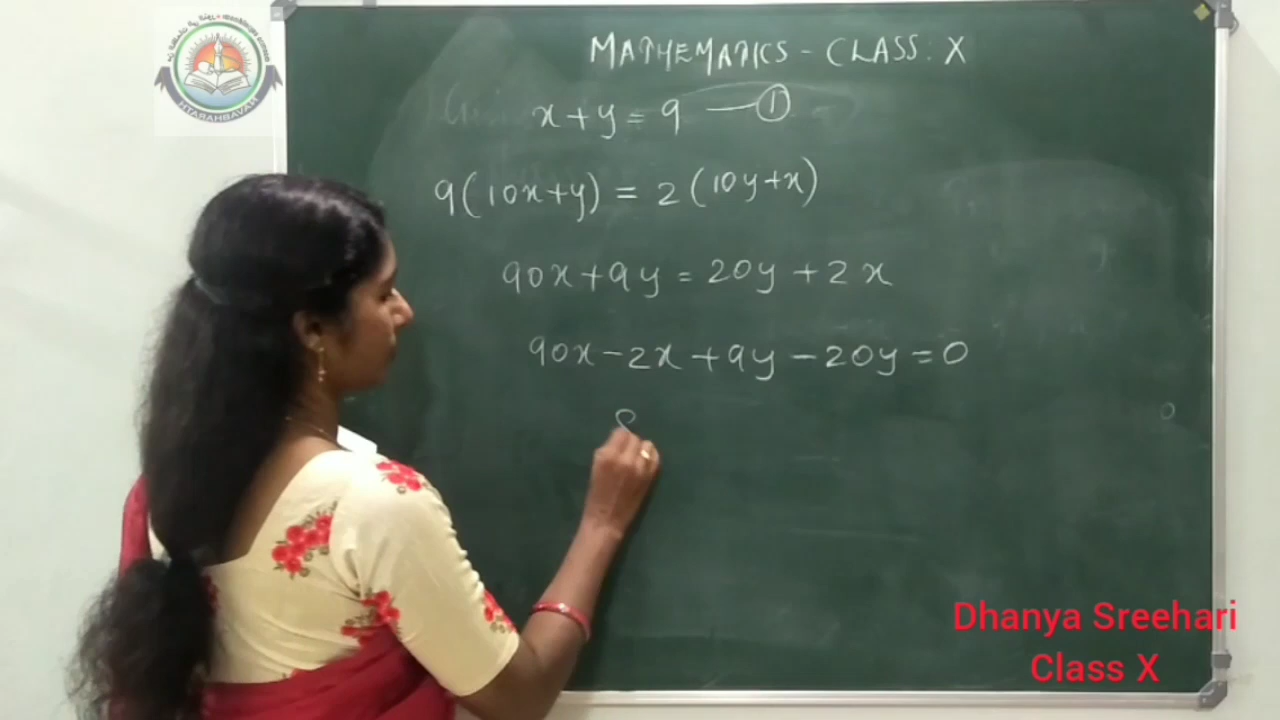 MATHEMATICS - CLASS: X
x + y = 9 — ①
9(10x+y) = 2(10y+x)
90x+9y = 20y + 2x
90x-2x+9y-20y=0
8
Dhanya Sreehari
Class X